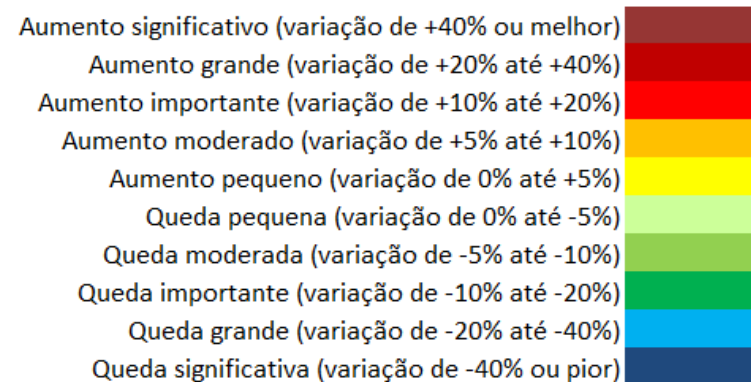 Aumento significativo (variação de +40% ou melhor)
Aumento grande (variação de +20% até +40%)
Aumento importante (variação de +10% até +20%)
Aumento moderado (variação de +5% até +10%)
Aumento pequeno (variação de 0% até +5%)
Queda pequena (variação de 0% até -5%)
Queda moderada (variação de -5% até -10%)
Queda importante (variação de -10% até -20%)
Queda grande (variação de -20% até -40%)
Queda significativa (variação de -40% ou pior)